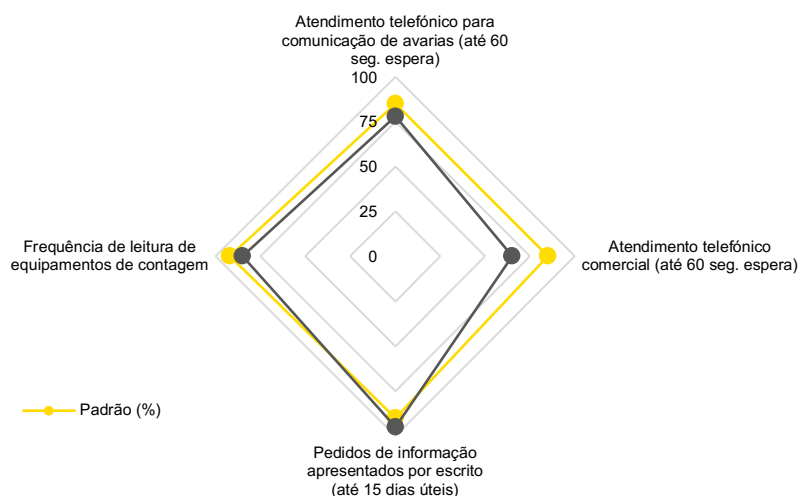 Atendimento telefónico para
comunicação de avarias (até 60
seg. espera)
100
75
50
25
0
Frequência de leitura de
equipamentos de contagem
Atendimento telefónico
comercial (até 60 seg. espera)
Padrão (%)
Pedidos de informação
apresentados por escrito
(até 15 dias úteis)